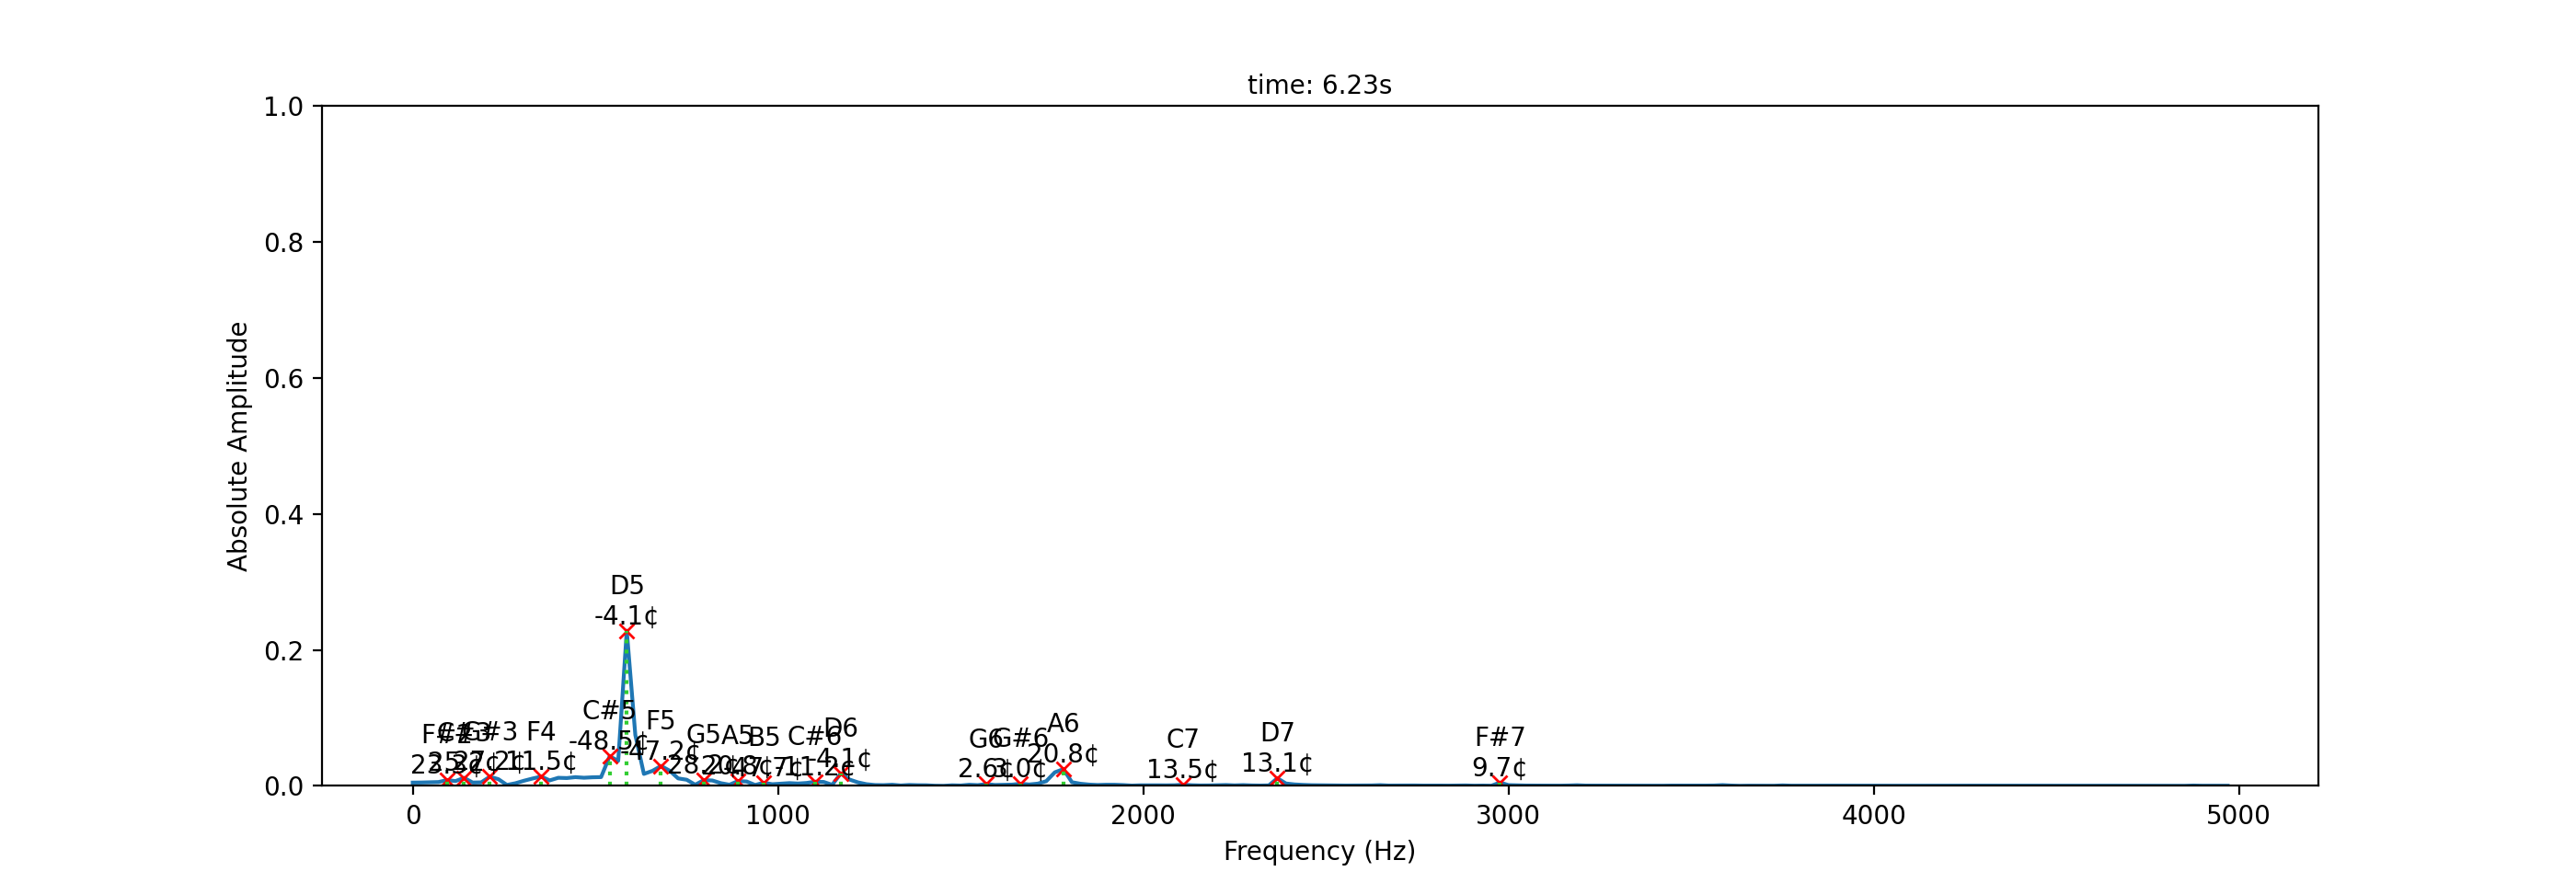 time: 6.23s
1.0
0.8
0.6
0.4
0.2
0.0
Absolute Amplitude
D5
-4.1¢
C#5
-48.5¢
F5
-47.2¢
F4
11.5¢
G5
A5
B5
C#6
D6
-4.1¢
G6
2.6¢
G#6
3.0¢
A6
20.8¢
C7
13.5¢
D7
13.1¢
F#7
9.7¢
0
1000
2000
3000
4000
5000
Frequency (Hz)